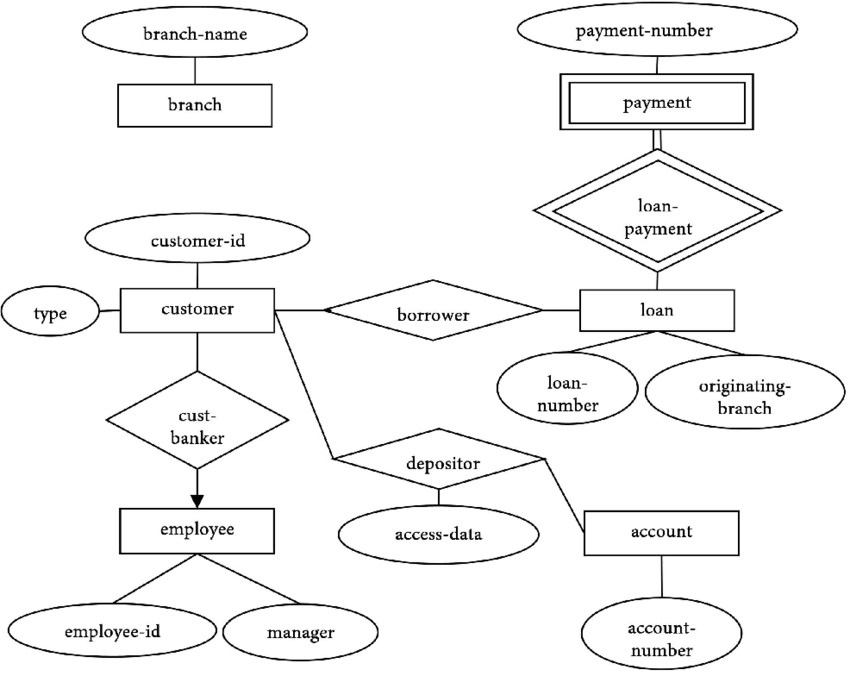 branch-name
payment-number
branch
payment
loan-
payment
customer-id
type
customer
borrower
loan
loan-
number
originating-
branch
cust-
banker
depositor
employee
access-data
account
employee-id
manager
account-
number